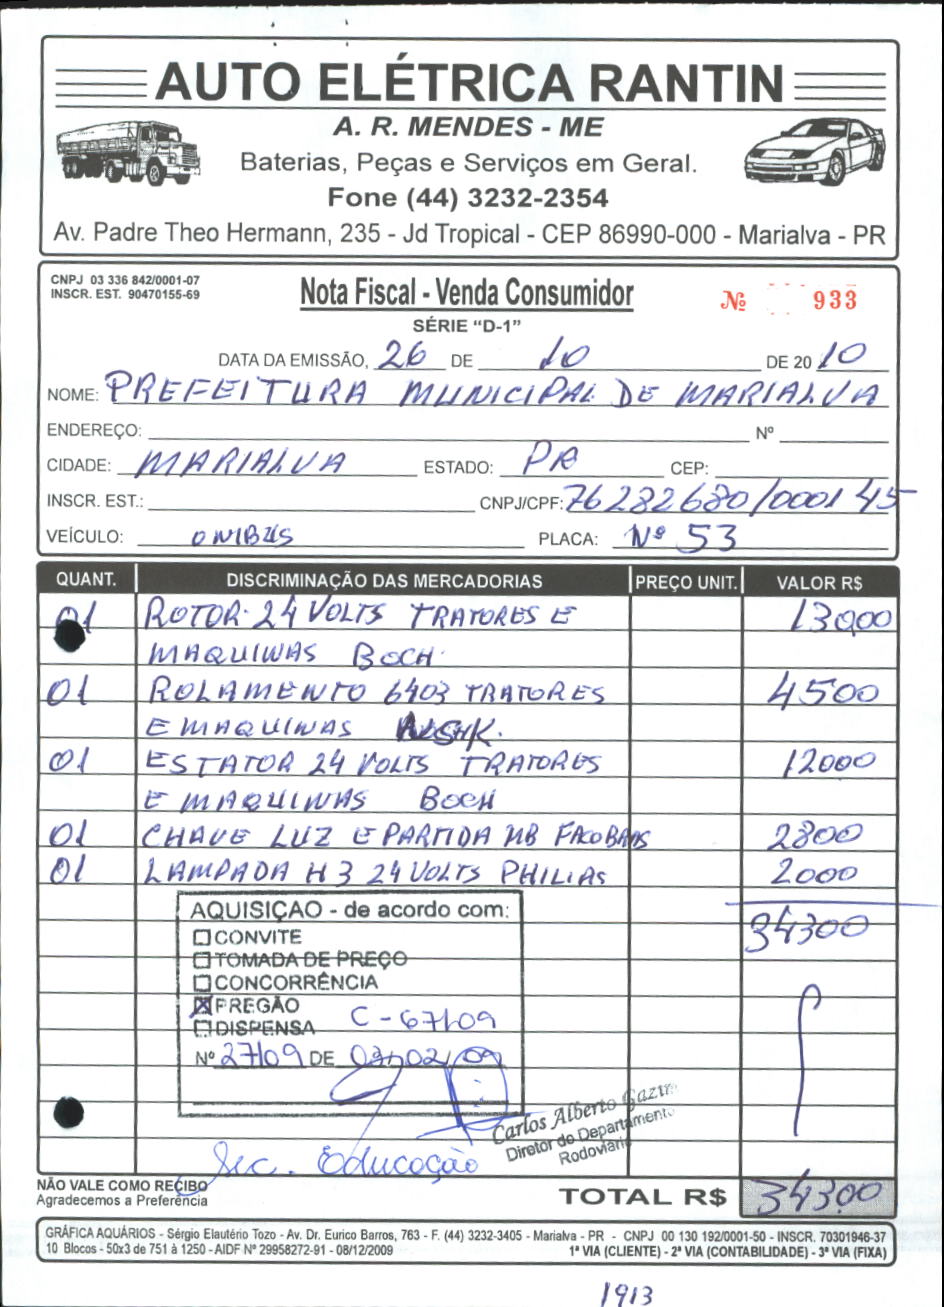 AUTO ELÉTRICA RANTIN
A. R. MENDES - ME
Baterias, Peças e Serviços em Geral.
Fone (44) 3232-2354
Av. Padre Theo Hermann, 235 - Jd Tropical - CEP 86990-000 - Marialva - PR
CNPJ 03 336 842/0001-07
INSCR. EST. 90470155-69
Nota Fiscal - Venda Consumidor
Nº 933
SÉRIE "D-1"
DATA DA EMISSÃO, 26 DE 10 DE 2010
NOME: PREFEITURA MUNICIPAL DE MARIALVA
ENDEREÇO: Nº
CIDADE: MARIALVA ESTADO: PR CEP:
INSCR. EST.: CNPJ/CPF: 76282680/0001 45
VEÍCULO: ONIBUS PLACA: Nº 53
QUANT. DISCRIMINAÇÃO DAS MERCADORIAS PREÇO UNIT. VALOR R$
01 ROTOR 24 VOLTS TRATORES E 13000
MAQUINAS BOCH
01 ROLAMENTO 6403 TRATORES 4500
E MAQUINAS
01 ESTATOR 24 VOLTS TRATORES 12000
E MAQUINAS BOCH
01 CHAVE LUZ E PARTIDA MB 2800
01 LAMPADA H3 24 VOLTS PHILIAS 2000
34300
AQUISIÇÃO - de acordo com:
CONVITE
TOMADA DE PREÇO
CONCORRÊNCIA
PREGÃO
DISPENSA C-67/09
Nº 27/09 DE 03/02/09
Carlos Alberto Gazin
Diretor do Departamento
Rodoviário
Sec. Educação
NÃO VALE COMO RECIBO
Agradecemos a Preferência
TOTAL R$ 34300
GRÁFICA AQUÁRIOS - Sérgio Elautério Tozo - Av. Dr. Eurico Barros, 763 - F. (44) 3232-3405 - Marialva - PR - CNPJ 00 130 192/0001-50 - INSCR. 70301946-37
10 Blocos - 50x3 de 751 à 1250 - AIDF Nº 29958272-91 - 08/12/2009 1ª VIA (CLIENTE) - 2ª VIA (CONTABILIDADE) - 3ª VIA (FIXA)
1913